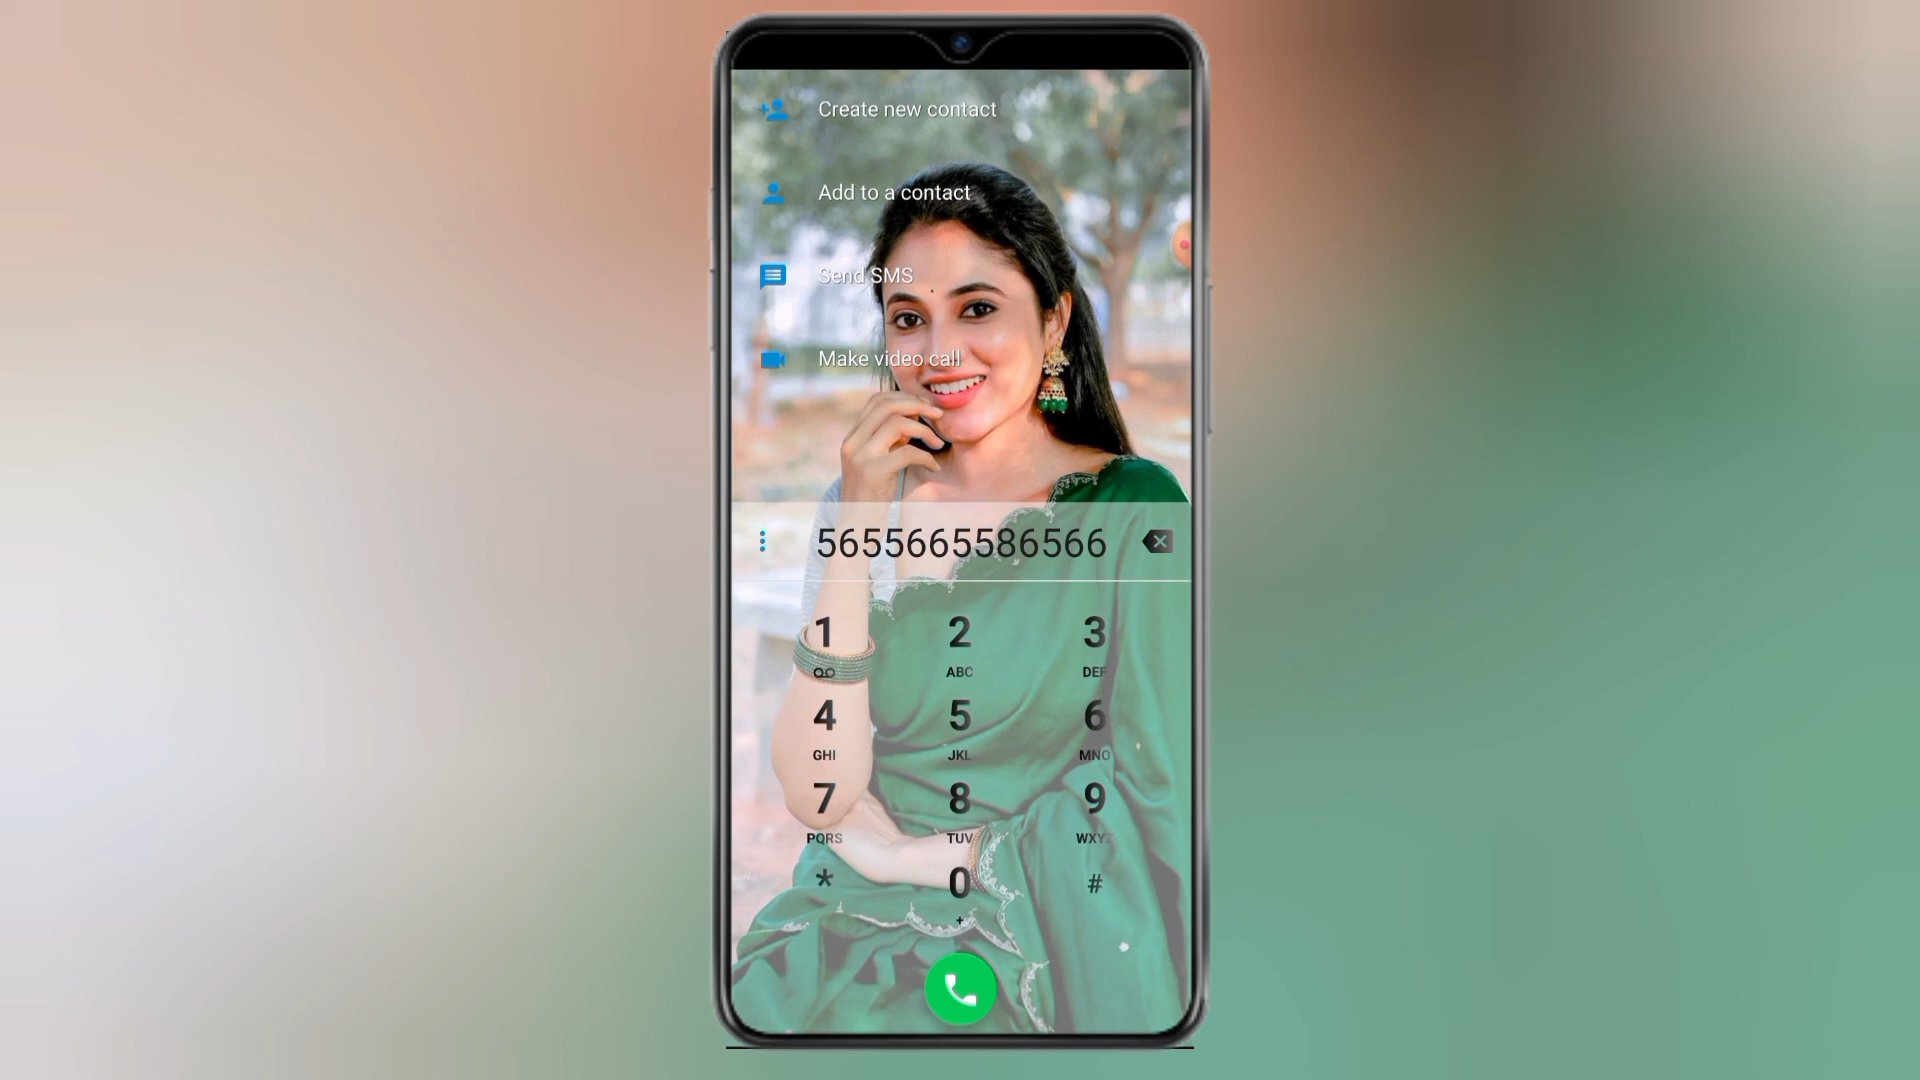 Create new contact
Add to a contact
Send SMS
Make video call
5655665586566
1 2 3
ABC DEF
4 5 6
GHI JKL MNO
7 8 9
PQRS TUV WXYZ
* 0 #
+